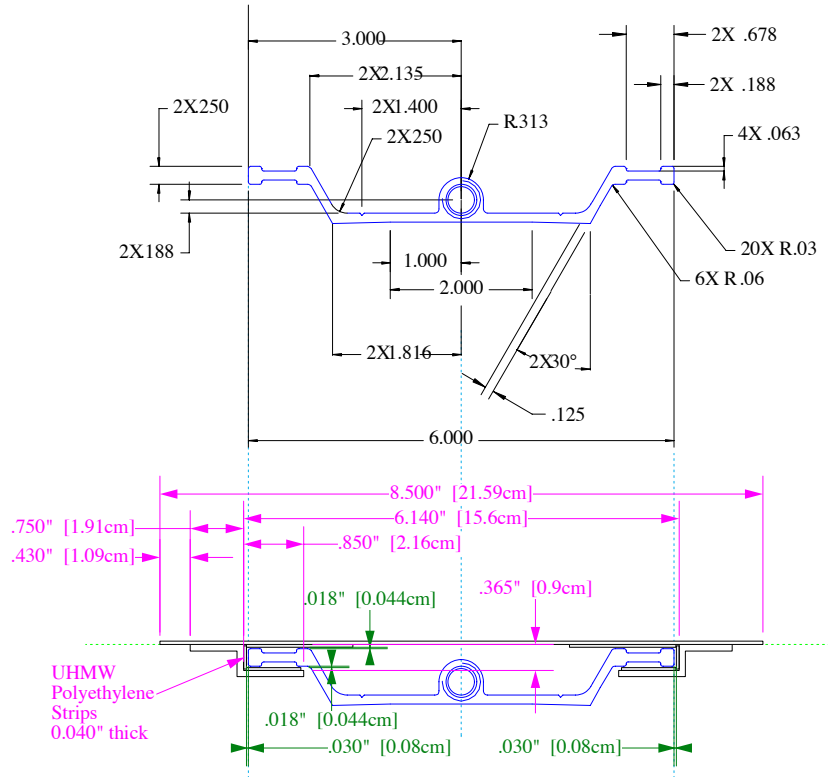 3.000
2X .678
2X2.135
2X .188
2X250
2X1.400
2X250
R313
4X .063
2X188
1.000
20X R.03
2.000
6X R.06
2X1.816
2X30°
.125
6.000
8.500" [21.59cm]
.750" [1.91cm]
6.140" [15.6cm]
.430" [1.09cm]
.850" [2.16cm]
.018" [0.044cm]
.365" [0.9cm]
UHMW
Polyethylene
Strips
0.040" thick
.018" [0.044cm]
.030" [0.08cm]
.030" [0.08cm]